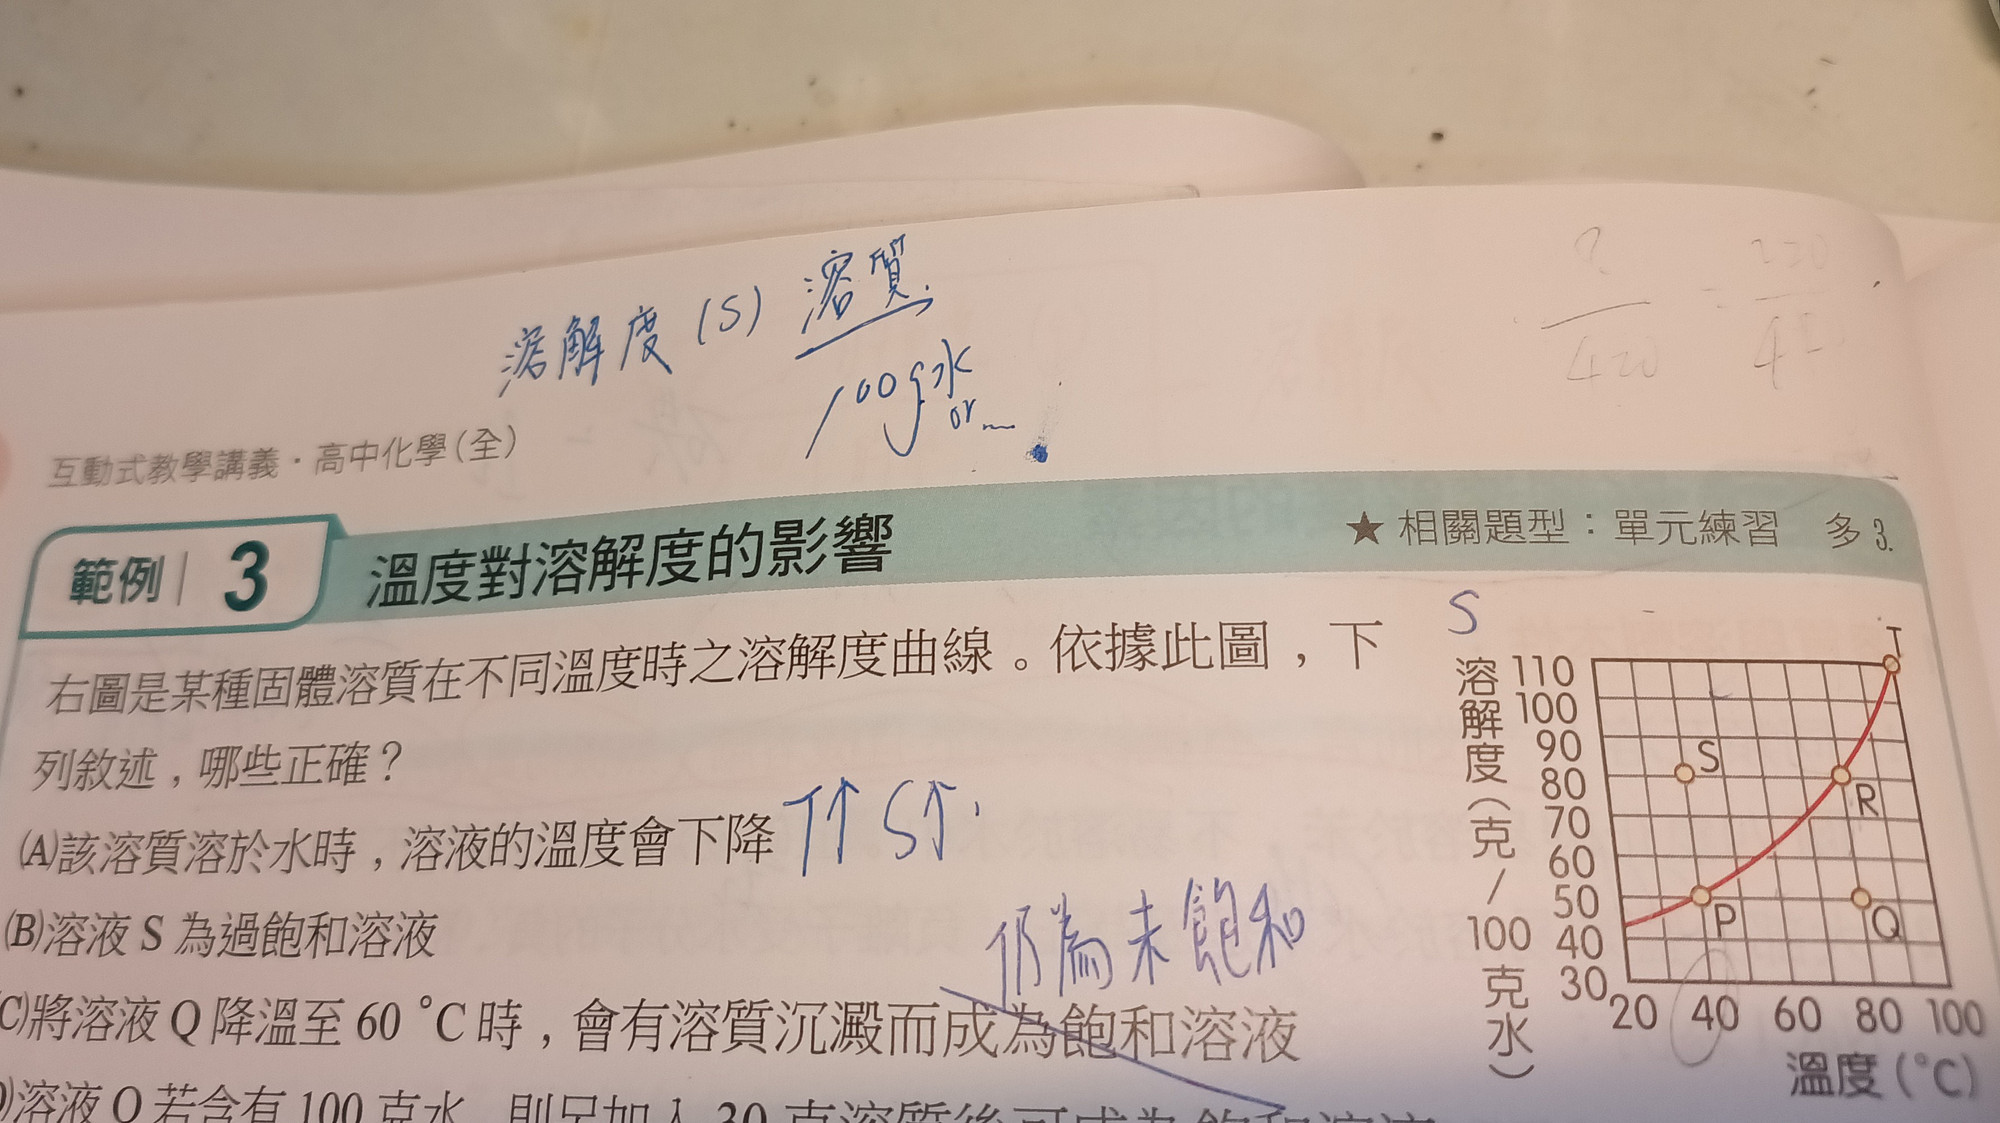 溶解度(S) 溶質
100g水
or
互動式教學講義・高中化學(全)
範例 3 溫度對溶解度的影響 ★相關題型：單元練習 多3.
右圖是某種固體溶質在不同溫度時之溶解度曲線。依據此圖，下
列敘述，哪些正確？
(A)該溶質溶於水時，溶液的溫度會下降 T↑ S↑
(B)溶液 S 為過飽和溶液
仍為未飽和
(C)將溶液 Q 降溫至 60 °C 時，會有溶質沉澱而成為飽和溶液
溶液 Q 若含有 100 克水
S
溶解度(克/100克水)
110
100
90
80
70
60
50
40
30
20 40 60 80 100
溫度(°C)
T
S
R
P
Q